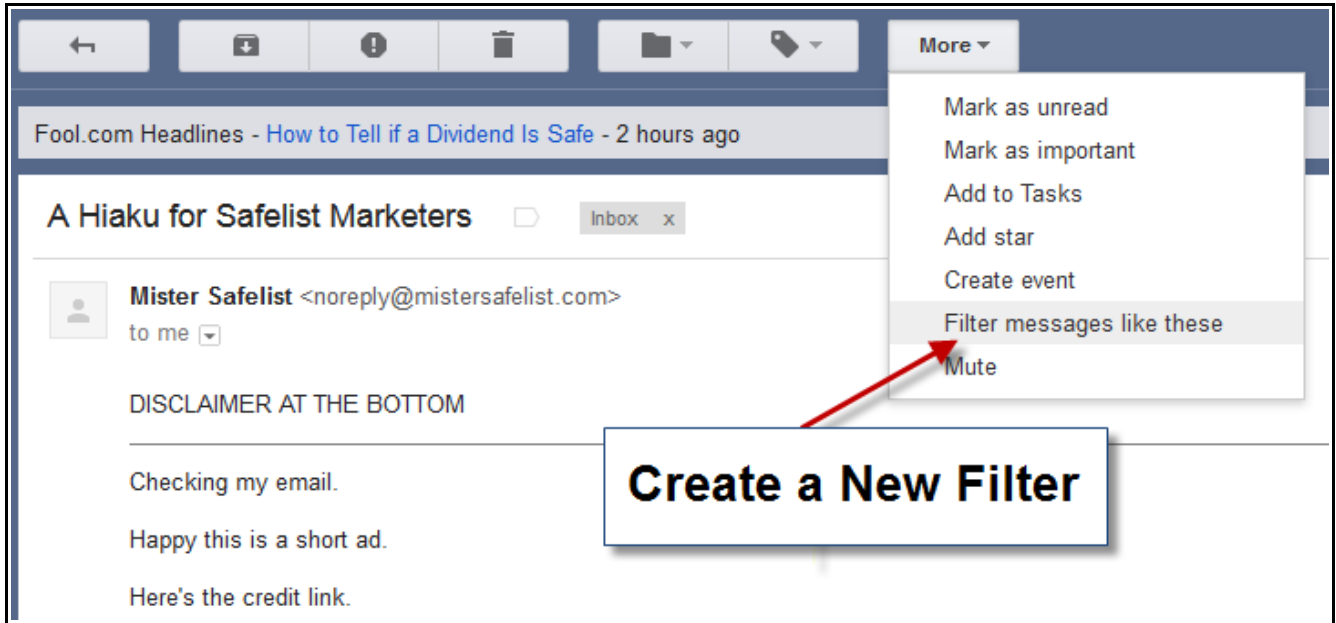 More
Fool.com Headlines - How to Tell if a Dividend Is Safe - 2 hours ago
Mark as unread
Mark as important
Add to Tasks
Add star
Create event
Filter messages like these
Mute
A Hiaku for Safelist Marketers
Inbox x
Mister Safelist <noreply@mistersafelist.com>
to me
DISCLAIMER AT THE BOTTOM
Create a New Filter
Checking my email.
Happy this is a short ad.
Here's the credit link.